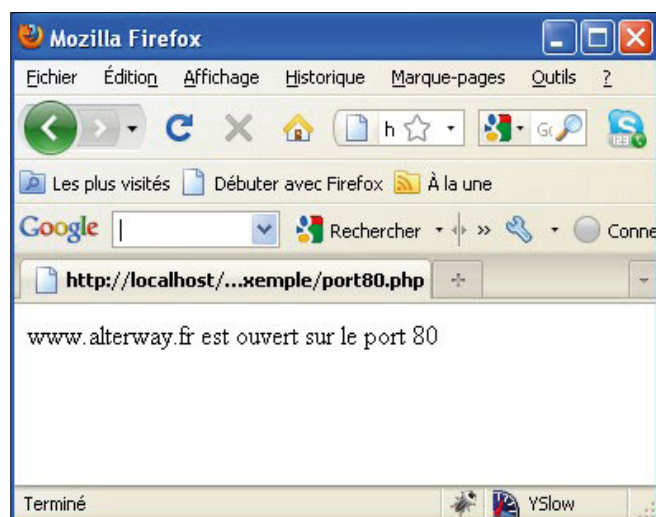 Mozilla Firefox
Fichier Édition Affichage Historique Marque-pages Outils ?
h
Les plus visités Débuter avec Firefox À la une
Google Rechercher » Conne
http://localhost/...xemple/port80.php
www.alterway.fr est ouvert sur le port 80
Terminé YSlow